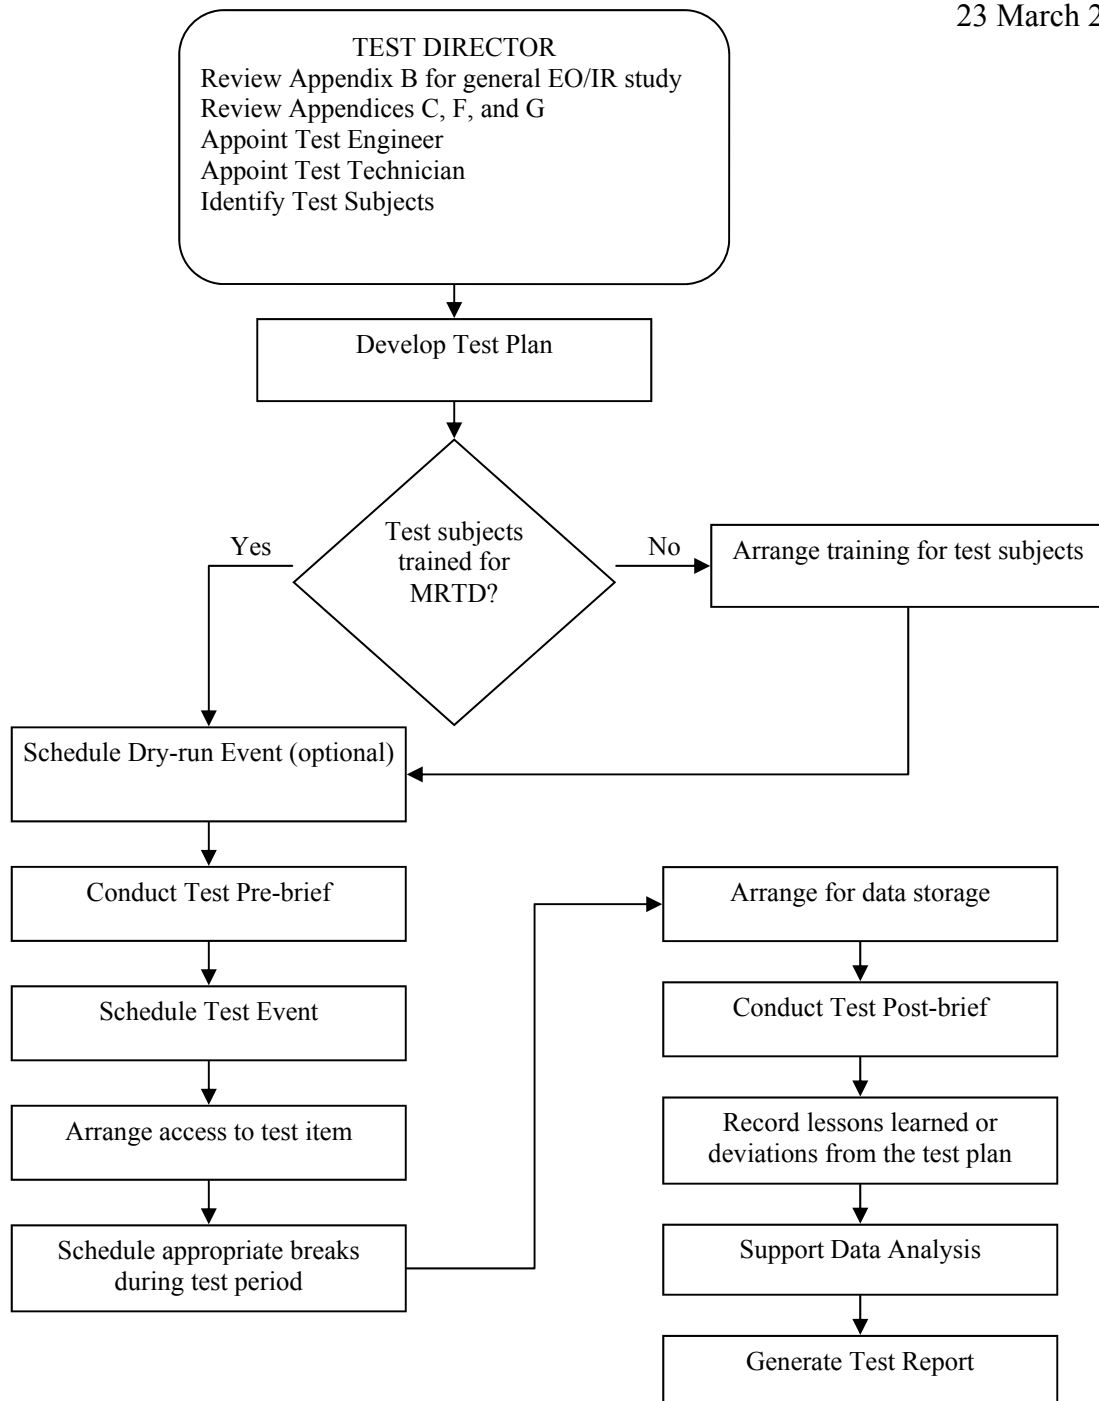 23 March 2
TEST DIRECTOR
Review Appendix B for general EO/IR study
Review Appendices C, F, and G
Appoint Test Engineer
Appoint Test Technician
Identify Test Subjects
Develop Test Plan
Test subjects
trained for
MRTD?
Yes
No
Arrange training for test subjects
Schedule Dry-run Event (optional)
Conduct Test Pre-brief
Schedule Test Event
Arrange access to test item
Schedule appropriate breaks
during test period
Arrange for data storage
Conduct Test Post-brief
Record lessons learned or
deviations from the test plan
Support Data Analysis
Generate Test Report